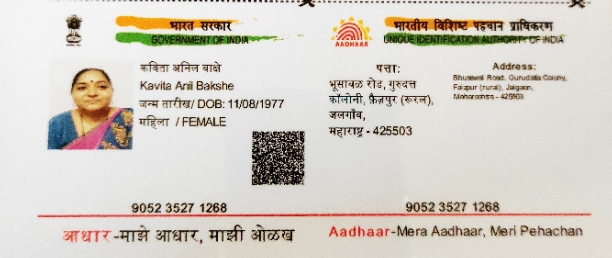 भारत सरकार
GOVERNMENT OF INDIA
कविता अनिल बाक्षे
Kavita Anil Bakshe
जन्म तारीख/ DOB: 11/08/1977
महिला / FEMALE
9052 3527 1268
आधार -माझे आधार, माझी ओळख
भारतीय विशिष्ट पहचान प्राधिकरण
AADHAAR
UNIQUE IDENTIFICATION AUTHORITY OF INDIA
पत्ता:
भूसावळ रोड, गुरुदत्त
कॉलोनी, फ़ैज़पुर (रूरल),
जलगाँव,
महाराष्ट्र - 425503
Address:
Bhusawal Road, Gurudatta Colony,
Faizpur (rural), Jalgaon,
Maharashtra - 425503
9052 3527 1268
Aadhaar-Mera Aadhaar, Meri Pehachan